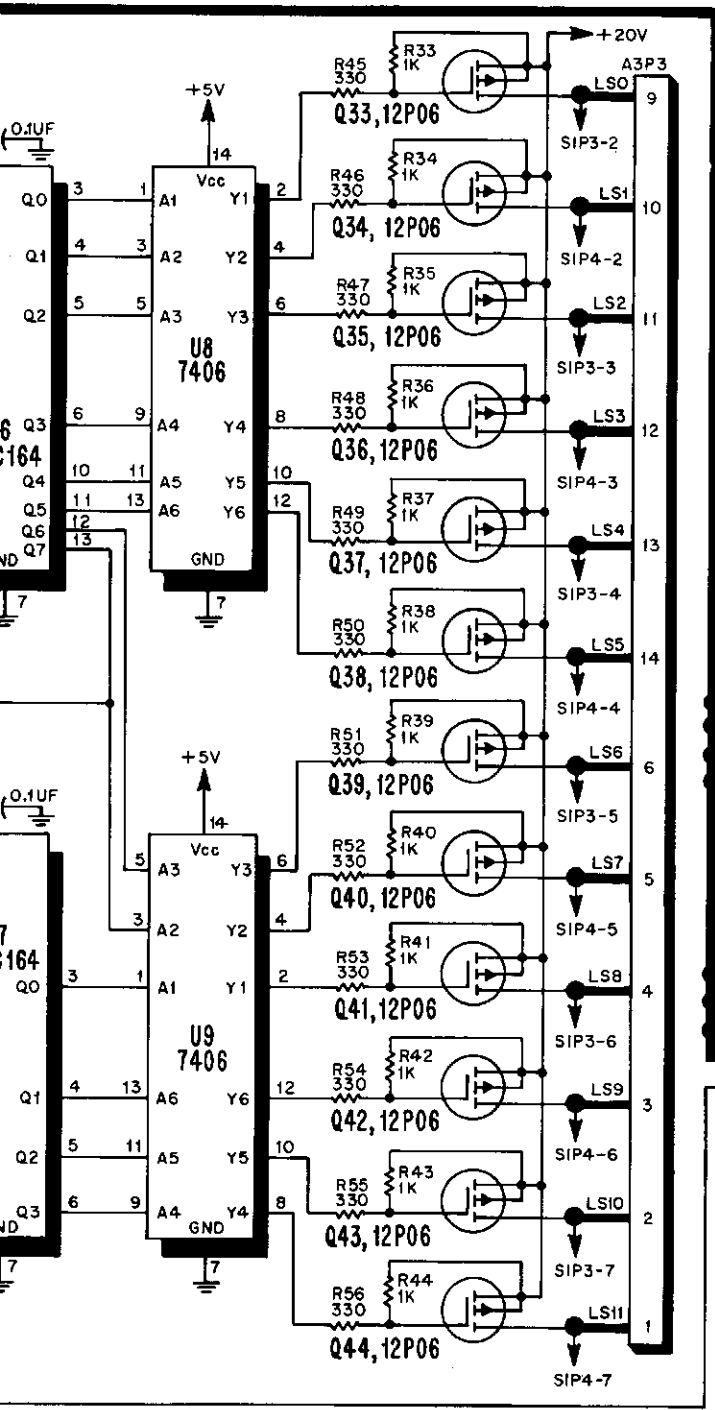 +20V
R33
1K
R45
330
A3P3
LS0
9
+5V
0.1UF
Q33,12P06
SIP3-2
14
Vcc
R34
1K
Q0 3 1 A1 Y1 2
R46
330
LS1
10
Q34, 12P06
Q1 4 3 A2 Y2 4
SIP4-2
R35
1K
R47
330
LS2
11
Q2 5 5 A3 Y3 6
Q35, 12P06
U8
7406
SIP3-3
R36
1K
R48
330
LS3
12
6 Q3 6 9 A4 Y4 8
C164
Q36,12P06
Q4 10 11 A5 Y5 10
SIP4-3
Q5 11 13 A6 Y6 12
R37
1K
Q6 12
R49
330
LS4
13
Q7 13
ND
GND
Q37, 12P06
SIP3-4
7
7
R38
1K
R50
330
LS5
14
Q38, 12P06
SIP4-4
R39
1K
R51
330
LS6
6
+5V
Q39, 12P06
0.1UF
SIP3-5
14
Vcc
R40
1K
5 A3 Y3 6
R52
330
LS7
5
Q40, 12P06
3 A2 Y2 4
SIP4-5
7
C164
R41
1K
R53
330
LS8
4
Q0 3 1 A1 Y1 2
Q41,12P06
U9
7406
SIP3-6
R42
1K
R54
330
LS9
3
Q1 4 13 A6 Y6 12
Q42,12P06
Q2 5 11 A5 Y5 10
SIP4-6
R43
1K
R55
330
LS10
2
Q3 6 9 A4 Y4 8
ND
GND
Q43, 12P06
7
7
SIP3-7
R44
1K
R56
330
LS11
1
Q44, 12P06
SIP4-7